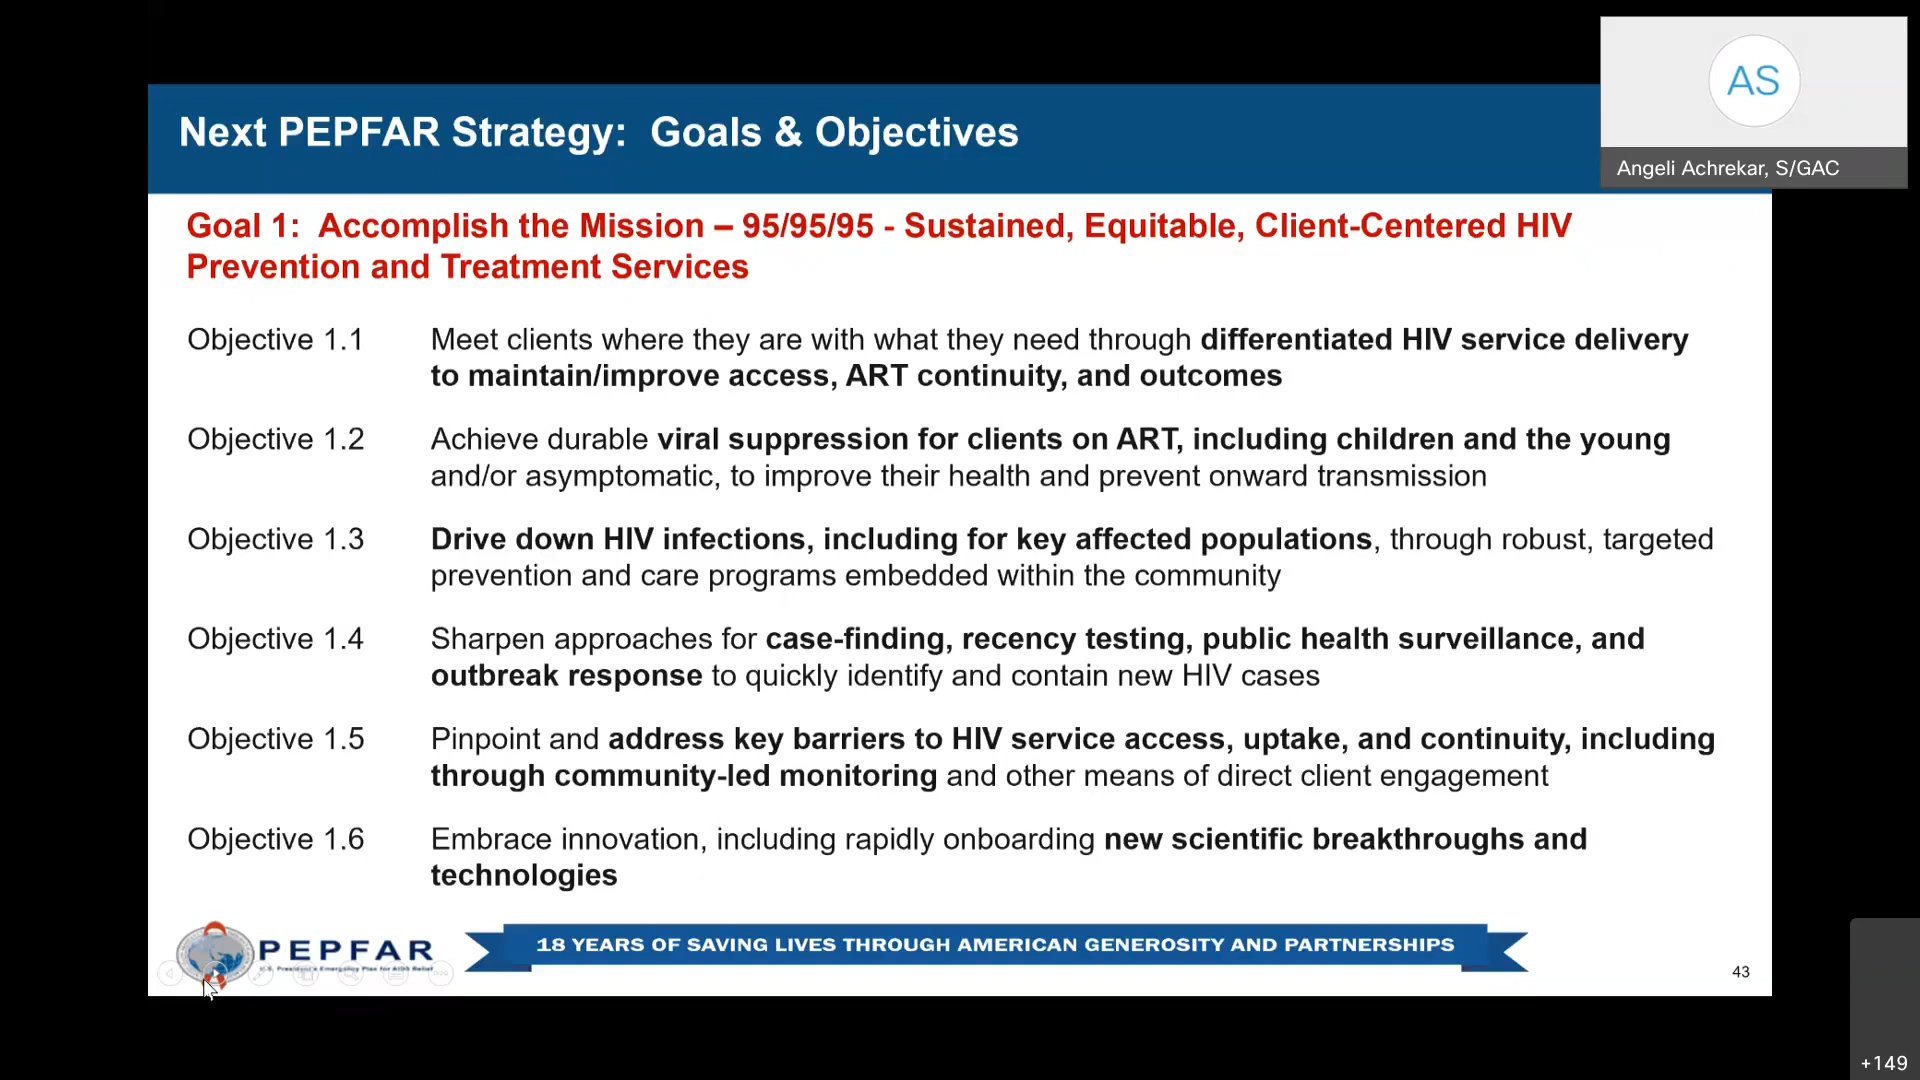 AS
Angeli Achrekar, S/GAC
Next PEPFAR Strategy:  Goals & Objectives
Goal 1:  Accomplish the Mission – 95/95/95 - Sustained, Equitable, Client-Centered HIV
Prevention and Treatment Services
Objective 1.1 Meet clients where they are with what they need through differentiated HIV service delivery
to maintain/improve access, ART continuity, and outcomes
Objective 1.2 Achieve durable viral suppression for clients on ART, including children and the young
and/or asymptomatic, to improve their health and prevent onward transmission
Objective 1.3 Drive down HIV infections, including for key affected populations, through robust, targeted
prevention and care programs embedded within the community
Objective 1.4 Sharpen approaches for case-finding, recency testing, public health surveillance, and
outbreak response to quickly identify and contain new HIV cases
Objective 1.5 Pinpoint and address key barriers to HIV service access, uptake, and continuity, including
through community-led monitoring and other means of direct client engagement
Objective 1.6 Embrace innovation, including rapidly onboarding new scientific breakthroughs and
technologies
PEPFAR
U.S. President's Emergency Plan for AIDS Relief
18 YEARS OF SAVING LIVES THROUGH AMERICAN GENEROSITY AND PARTNERSHIPS
43
+149